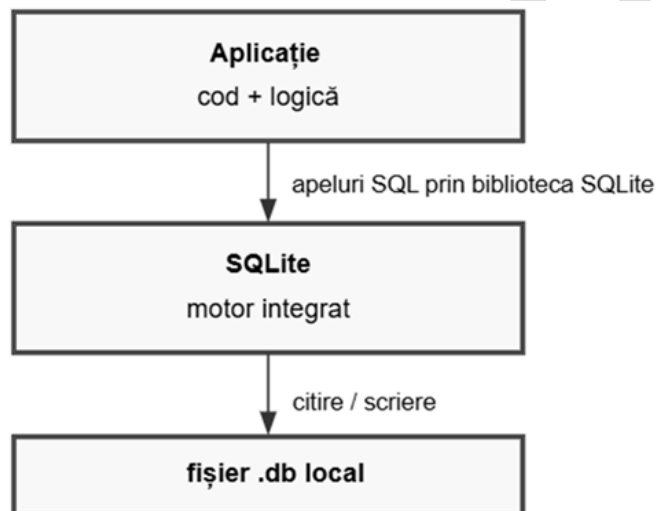 Aplicație
cod + logică
apeluri SQL prin biblioteca SQLite
SQLite
motor integrat
citire / scriere
fișier .db local